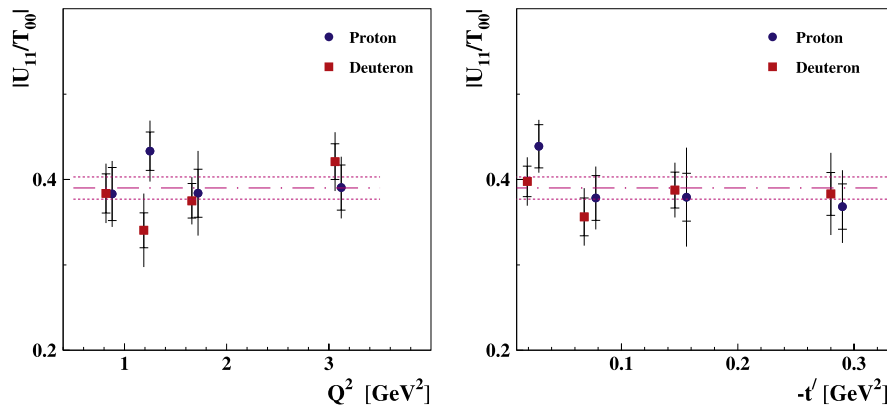 |U₁₁/T₀₀|
Proton
Deuteron
0.4
0.2
1
2
3
Q² [GeV²]
|U₁₁/T₀₀|
Proton
Deuteron
0.4
0.2
0.1
0.2
0.3
-t′ [GeV²]